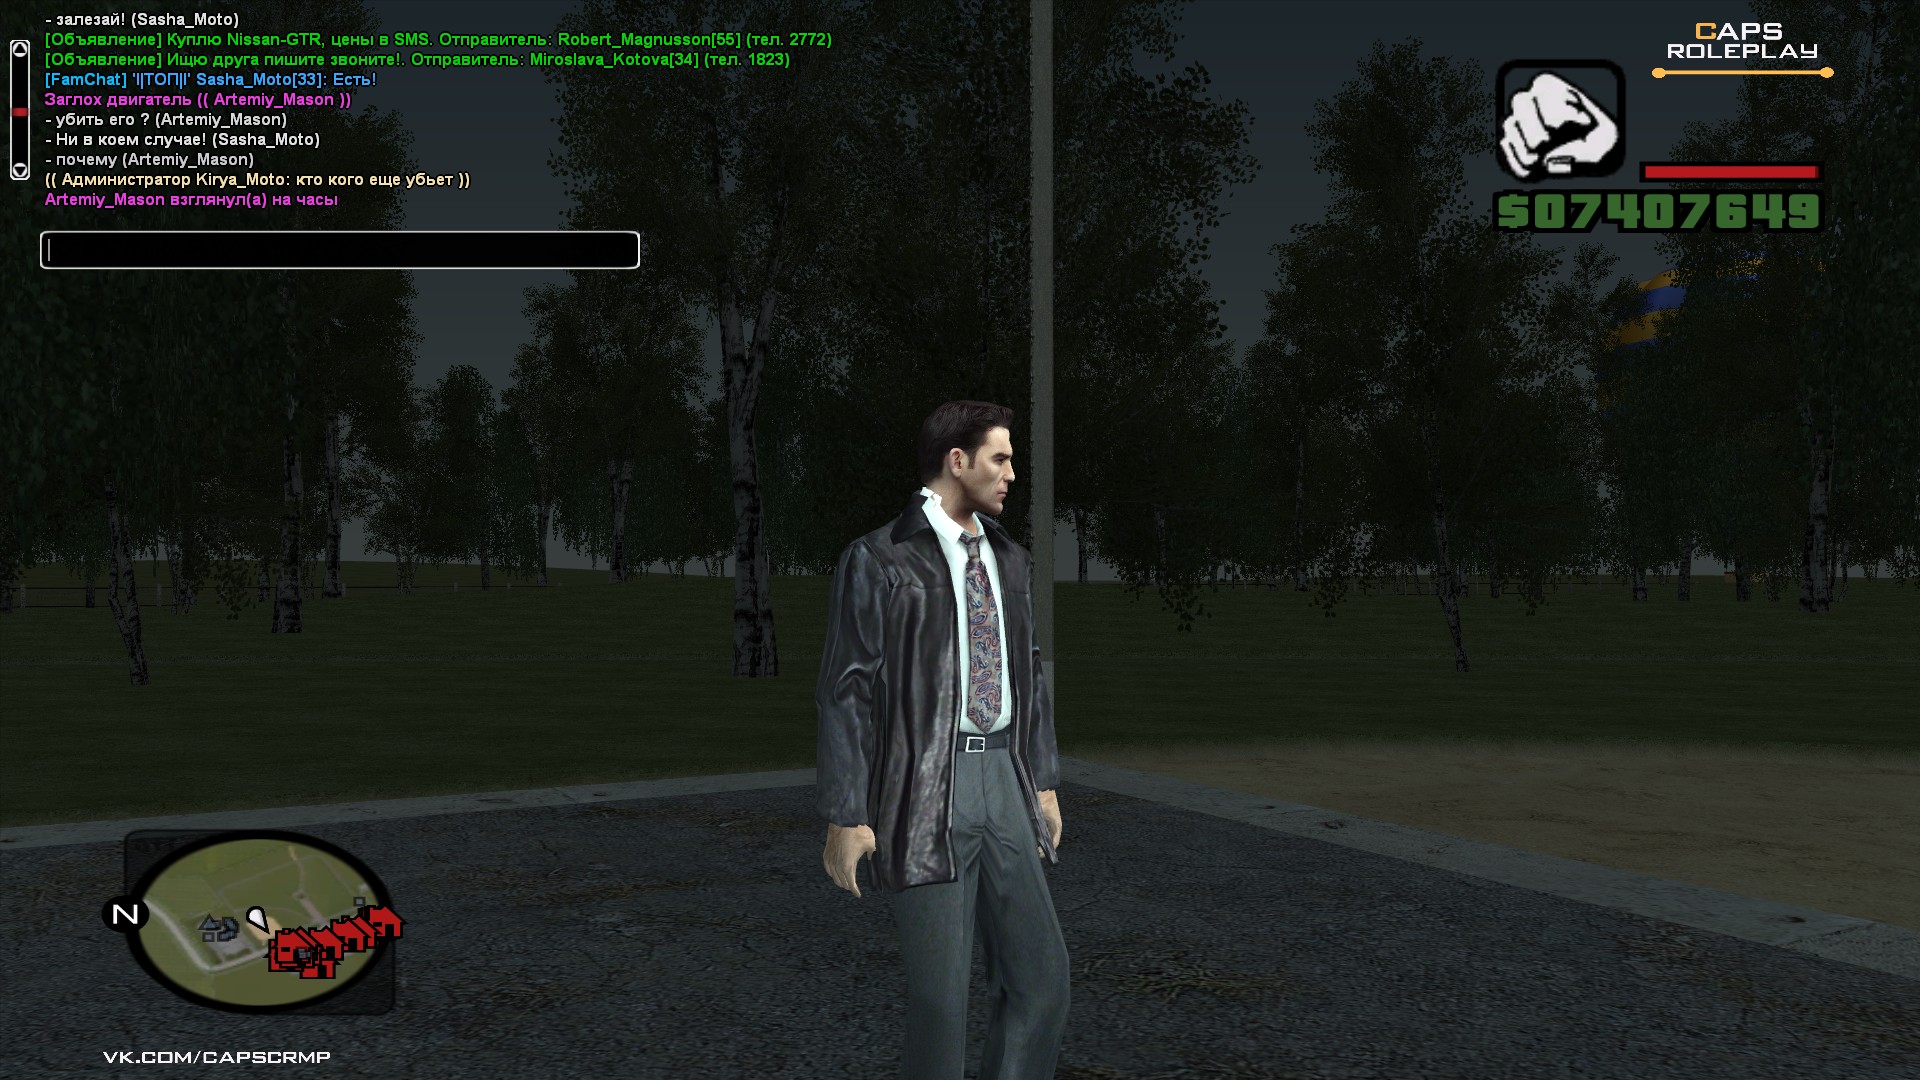 - залезай! (Sasha_Moto)
[Объявление] Куплю Nissan-GTR, цены в SMS. Отправитель: Robert_Magnusson[55] (тел. 2772)
[Объявление] Ищю друга пишите звоните!. Отправитель: Miroslava_Kotova[34] (тел. 1823)
[FamChat] '||ТОП||' Sasha_Moto[33]: Есть!
Заглох двигатель (( Artemiy_Mason ))
- убить его ? (Artemiy_Mason)
- Ни в коем случае! (Sasha_Moto)
- почему (Artemiy_Mason)
(( Администратор Kirya_Moto: кто кого еще убьет ))
Artemiy_Mason взглянул(а) на часы
CAPS
ROLEPLAY
$07407649
N
VK.COM/CAPSCRMP